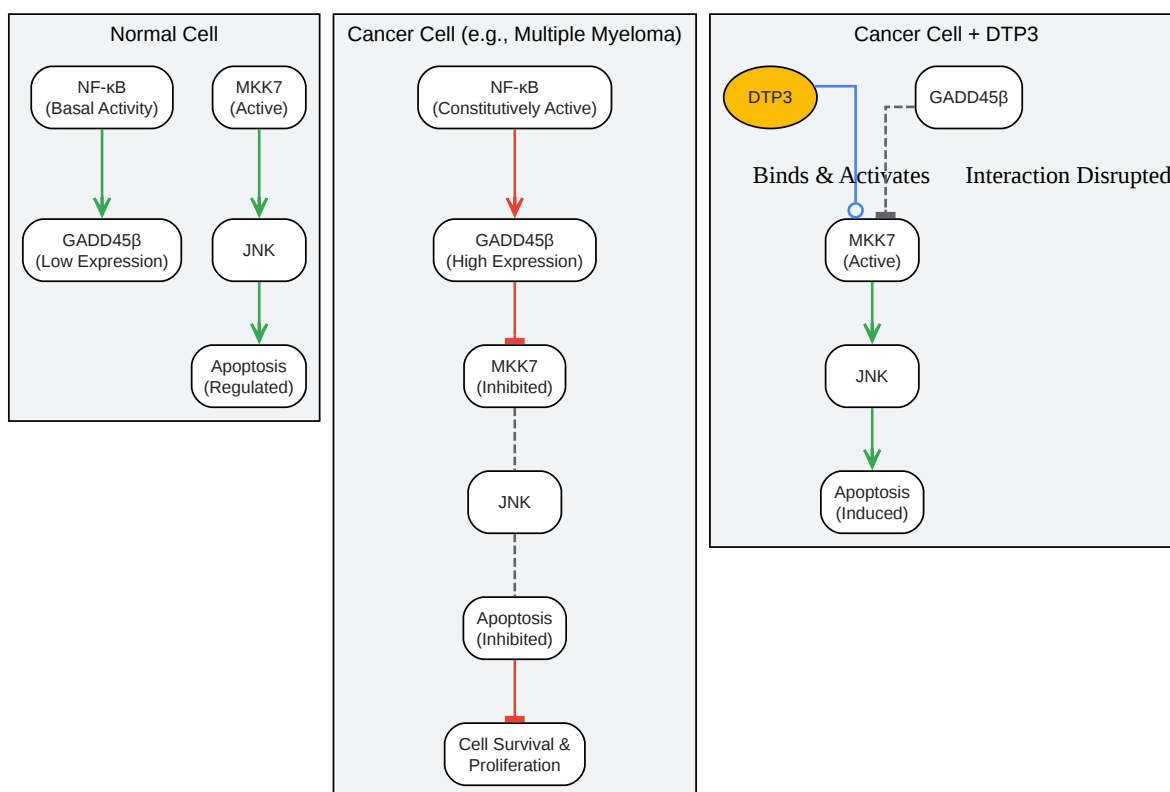 Normal Cell
NF-κB
(Basal Activity)
MKK7
(Active)
GADD45β
(Low Expression)
JNK
Apoptosis
(Regulated)
Cancer Cell (e.g., Multiple Myeloma)
NF-κB
(Constitutively Active)
GADD45β
(High Expression)
MKK7
(Inhibited)
JNK
Apoptosis
(Inhibited)
Cell Survival &
Proliferation
Cancer Cell + DTP3
DTP3
GADD45β
Binds & Activates
Interaction Disrupted
MKK7
(Active)
JNK
Apoptosis
(Induced)